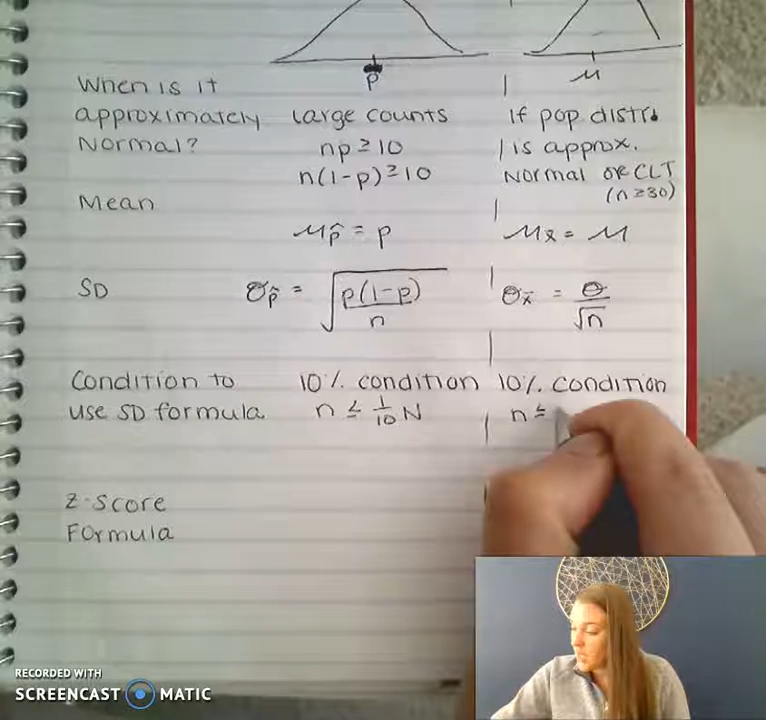 p̂ μ
When is it
approximately large counts If pop distr.
Normal? np ≥ 10 is approx.
n(1-p) ≥ 10 Normal or CLT
(n ≥ 30)
Mean
μp̂ = p μx̄ = μ
SD σp̂ = √(p(1-p)/n) σx̄ = σ/√n
Condition to 10% condition 10% condition
use SD formula n ≤ 1/10 N n ≤
Z-score
Formula
RECORDED WITH
SCREENCAST MATIC